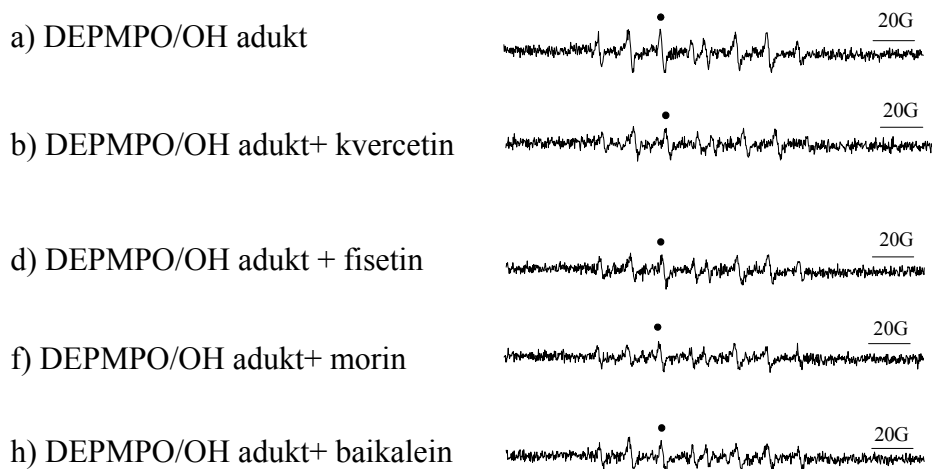 a) DEPMPO/OH adukt
20G
b) DEPMPO/OH adukt+ kvercetin
20G
d) DEPMPO/OH adukt + fisetin
20G
f) DEPMPO/OH adukt+ morin
20G
h) DEPMPO/OH adukt+ baikalein
20G